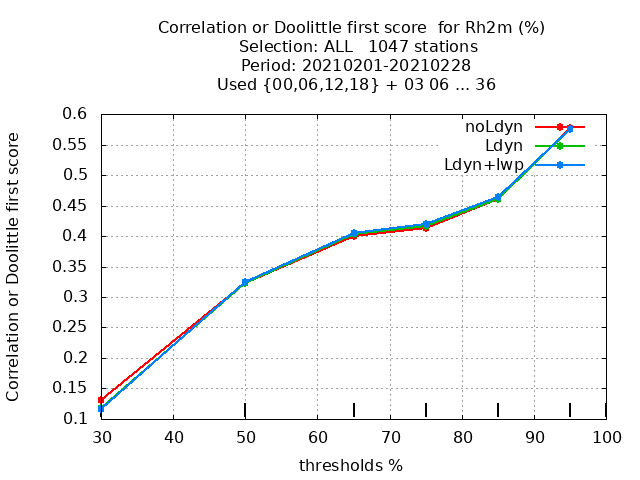 Correlation or Doolittle first score  for Rh2m (%)
Selection: ALL   1047 stations
Period: 20210201-20210228
Used {00,06,12,18} + 03 06 ... 36
Correlation or Doolittle first score
0.6
0.55
0.5
0.45
0.4
0.35
0.3
0.25
0.2
0.15
0.1
noLdyn
Ldyn
Ldyn+lwp
30 40 50 60 70 80 90 100
thresholds %